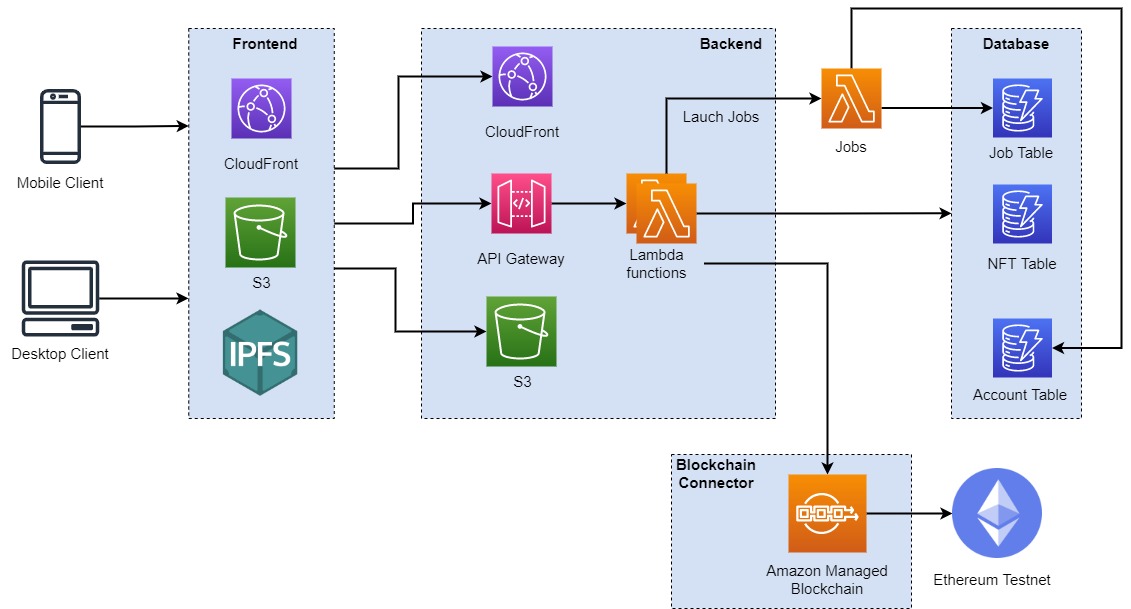 Frontend
Backend
Database
CloudFront
CloudFront
Lauch Jobs
Jobs
Job Table
Mobile Client
S3
API Gateway
Lambda
functions
NFT Table
IPFS
Desktop Client
S3
Account Table
Blockchain
Connector
Amazon Managed
Blockchain
Ethereum Testnet